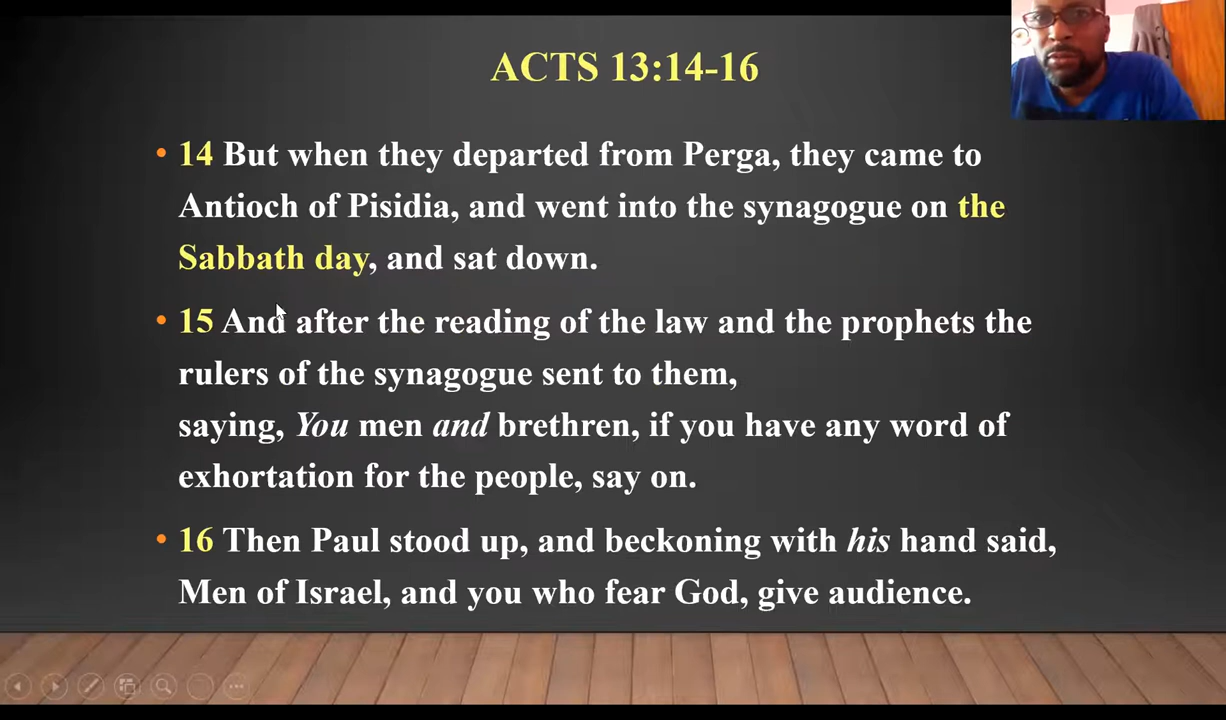 ACTS 13:14-16
• 14 But when they departed from Perga, they came to
Antioch of Pisidia, and went into the synagogue on the
Sabbath day, and sat down.
• 15 And after the reading of the law and the prophets the
rulers of the synagogue sent to them,
saying, You men and brethren, if you have any word of
exhortation for the people, say on.
• 16 Then Paul stood up, and beckoning with his hand said,
Men of Israel, and you who fear God, give audience.